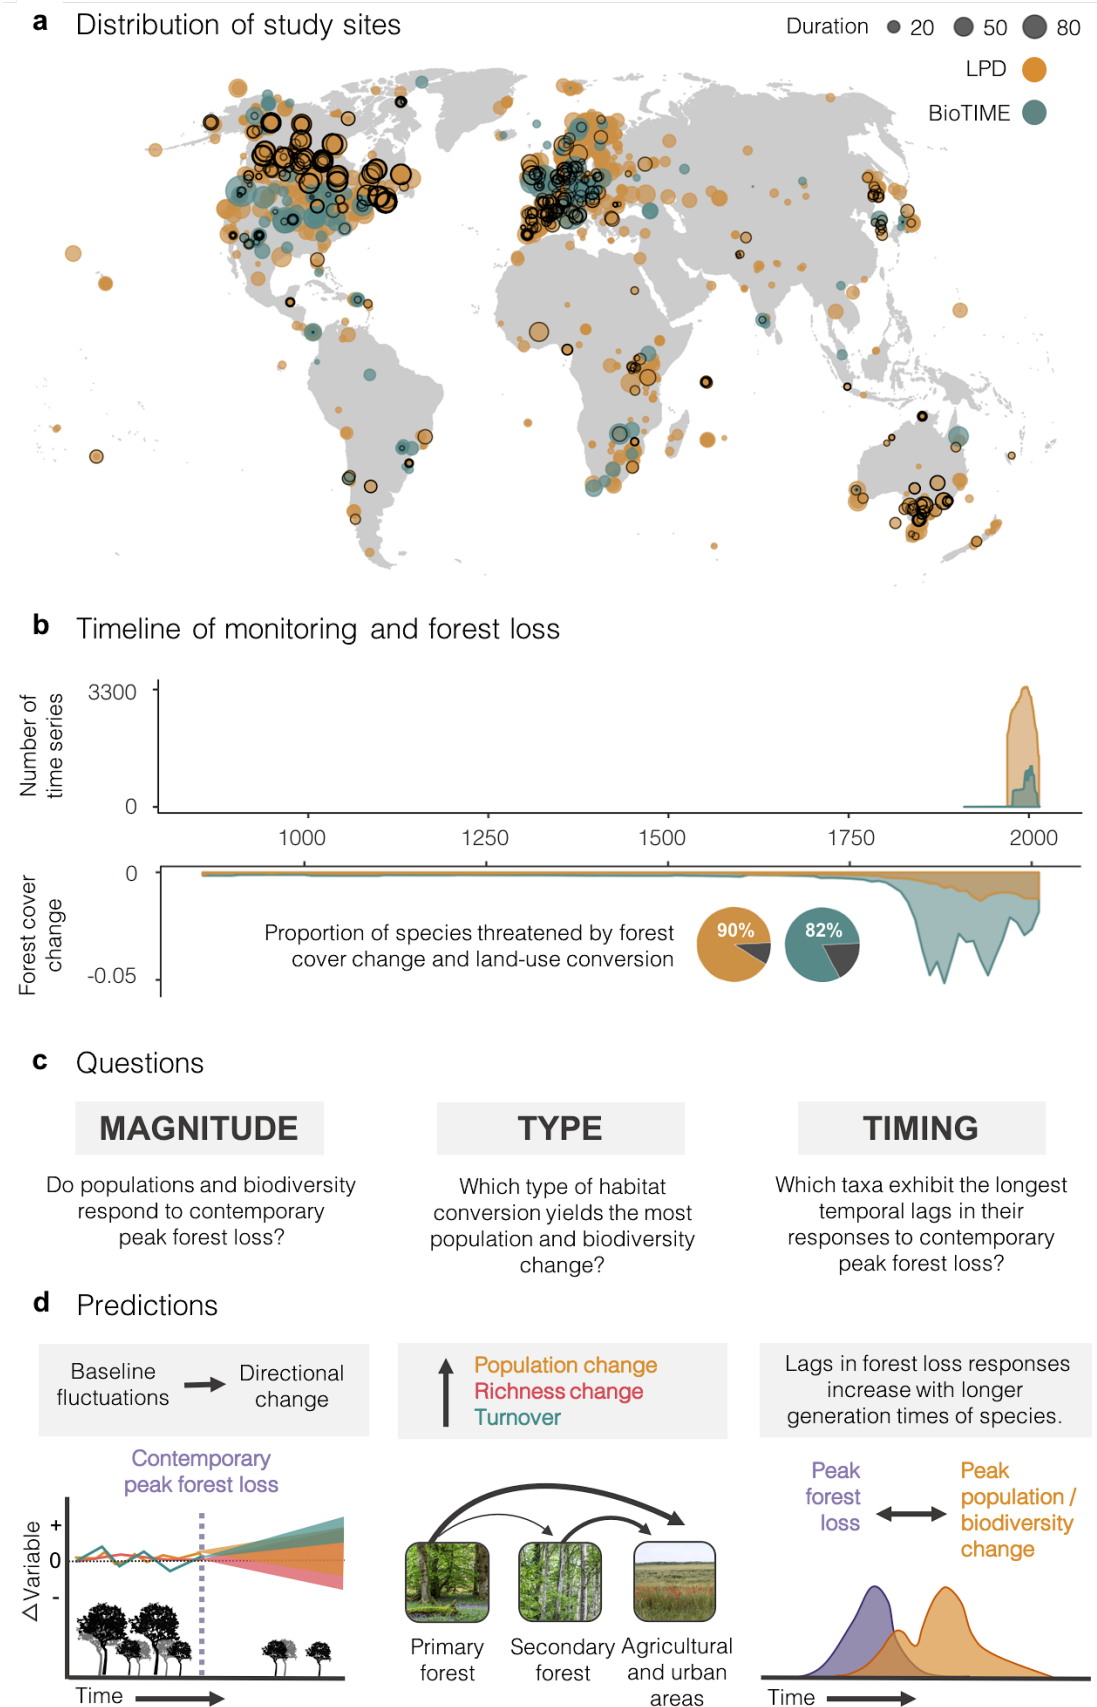 a Distribution of study sites
Duration 20 50 80
LPD
BioTIME
b Timeline of monitoring and forest loss
Number of
time series
3300
0
1000 1250 1500 1750 2000
Forest cover
change
0
-0.05
Proportion of species threatened by forest
cover change and land-use conversion
90%
82%
c Questions
MAGNITUDE
Do populations and biodiversity
respond to contemporary
peak forest loss?
TYPE
Which type of habitat
conversion yields the most
population and biodiversity
change?
TIMING
Which taxa exhibit the longest
temporal lags in their
responses to contemporary
peak forest loss?
d Predictions
Baseline
fluctuations
Directional
change
Contemporary
peak forest loss
ΔVariable
+
0
-
Time
Population change
Richness change
Turnover
Primary
forest
Secondary
forest
Agricultural
and urban
areas
Lags in forest loss responses
increase with longer
generation times of species.
Peak
forest
loss
Peak
population /
biodiversity
change
Time